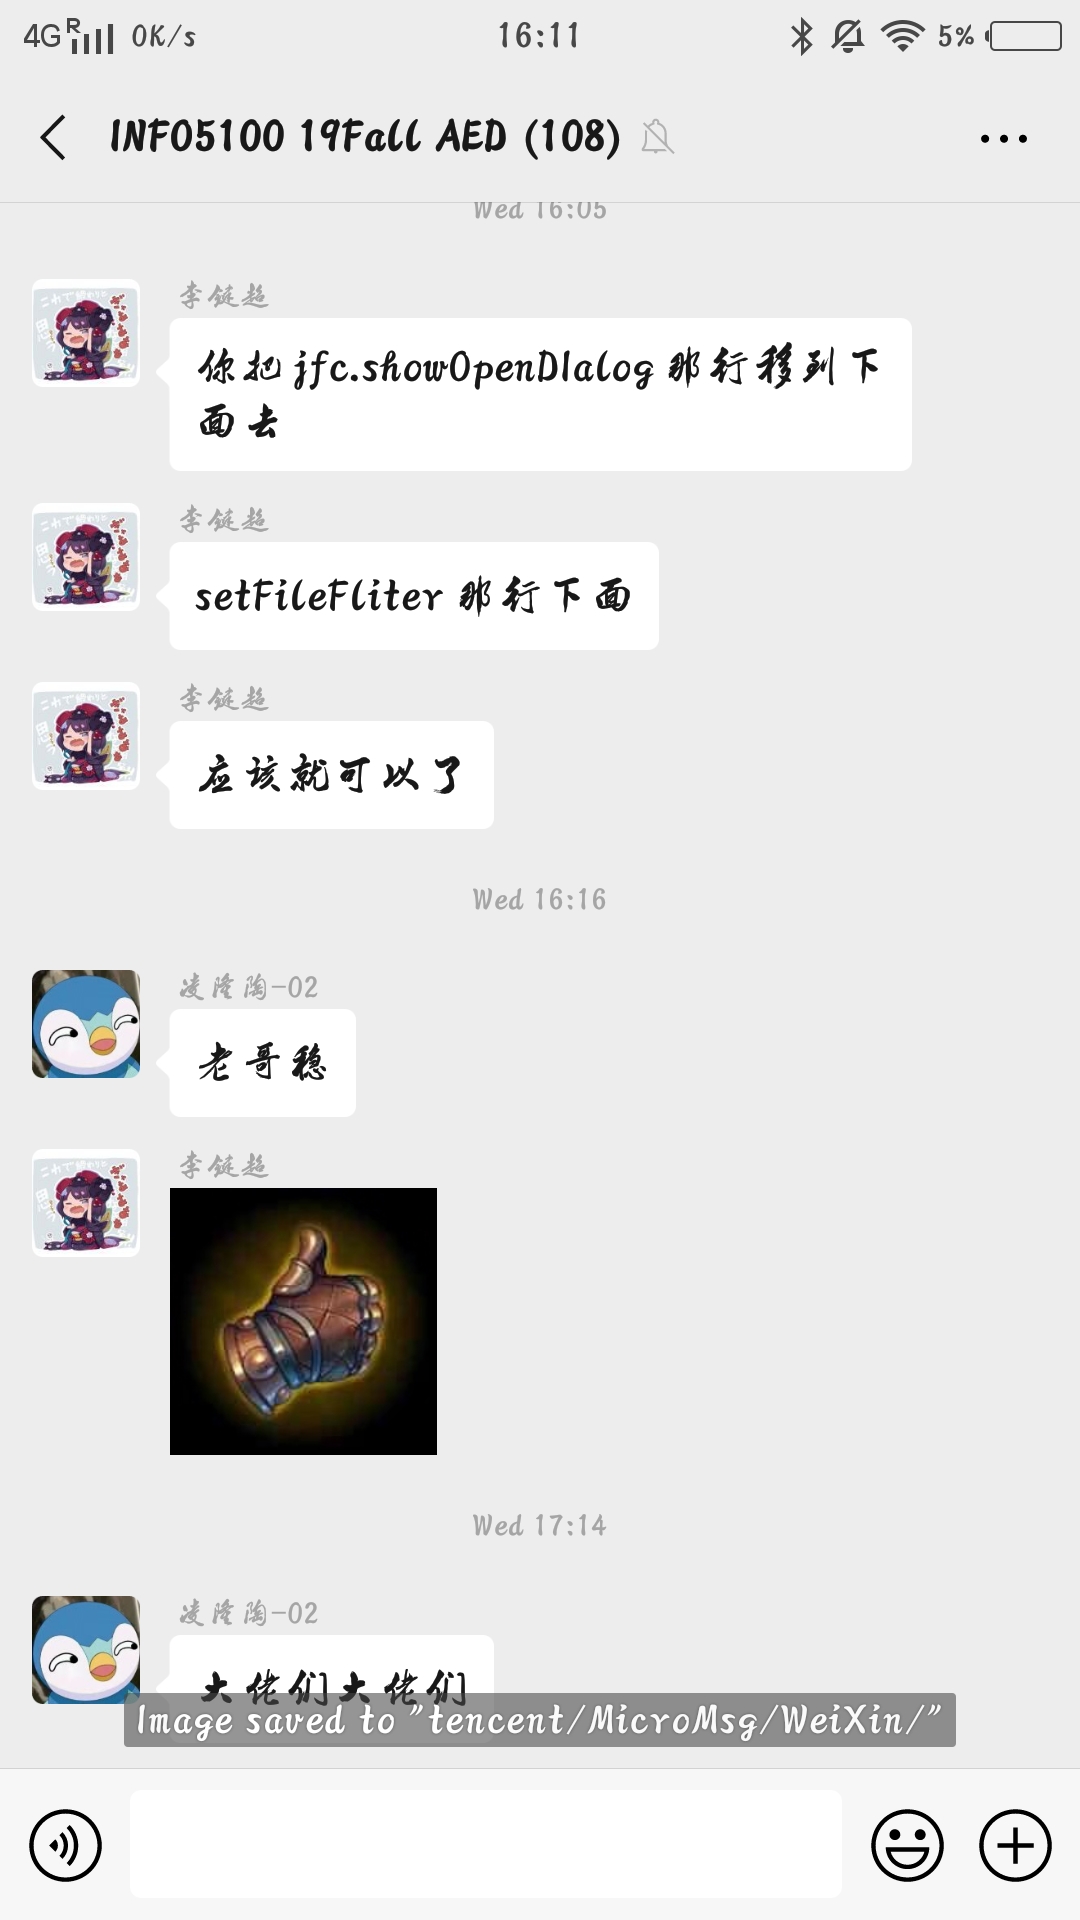 4G R 0K/s 16:11 5%
INFO5100 19Fall AED (108)
Wed 16:05
李铤超
你把jfc.showOpenDIalog那行移到下
面去
李铤超
setFileFliter那行下面
李铤超
应该就可以了
Wed 16:16
凌隆陶-02
老哥稳
李铤超
Wed 17:14
凌隆陶-02
大佬们大佬们
Image saved to "tencent/MicroMsg/WeiXin/"